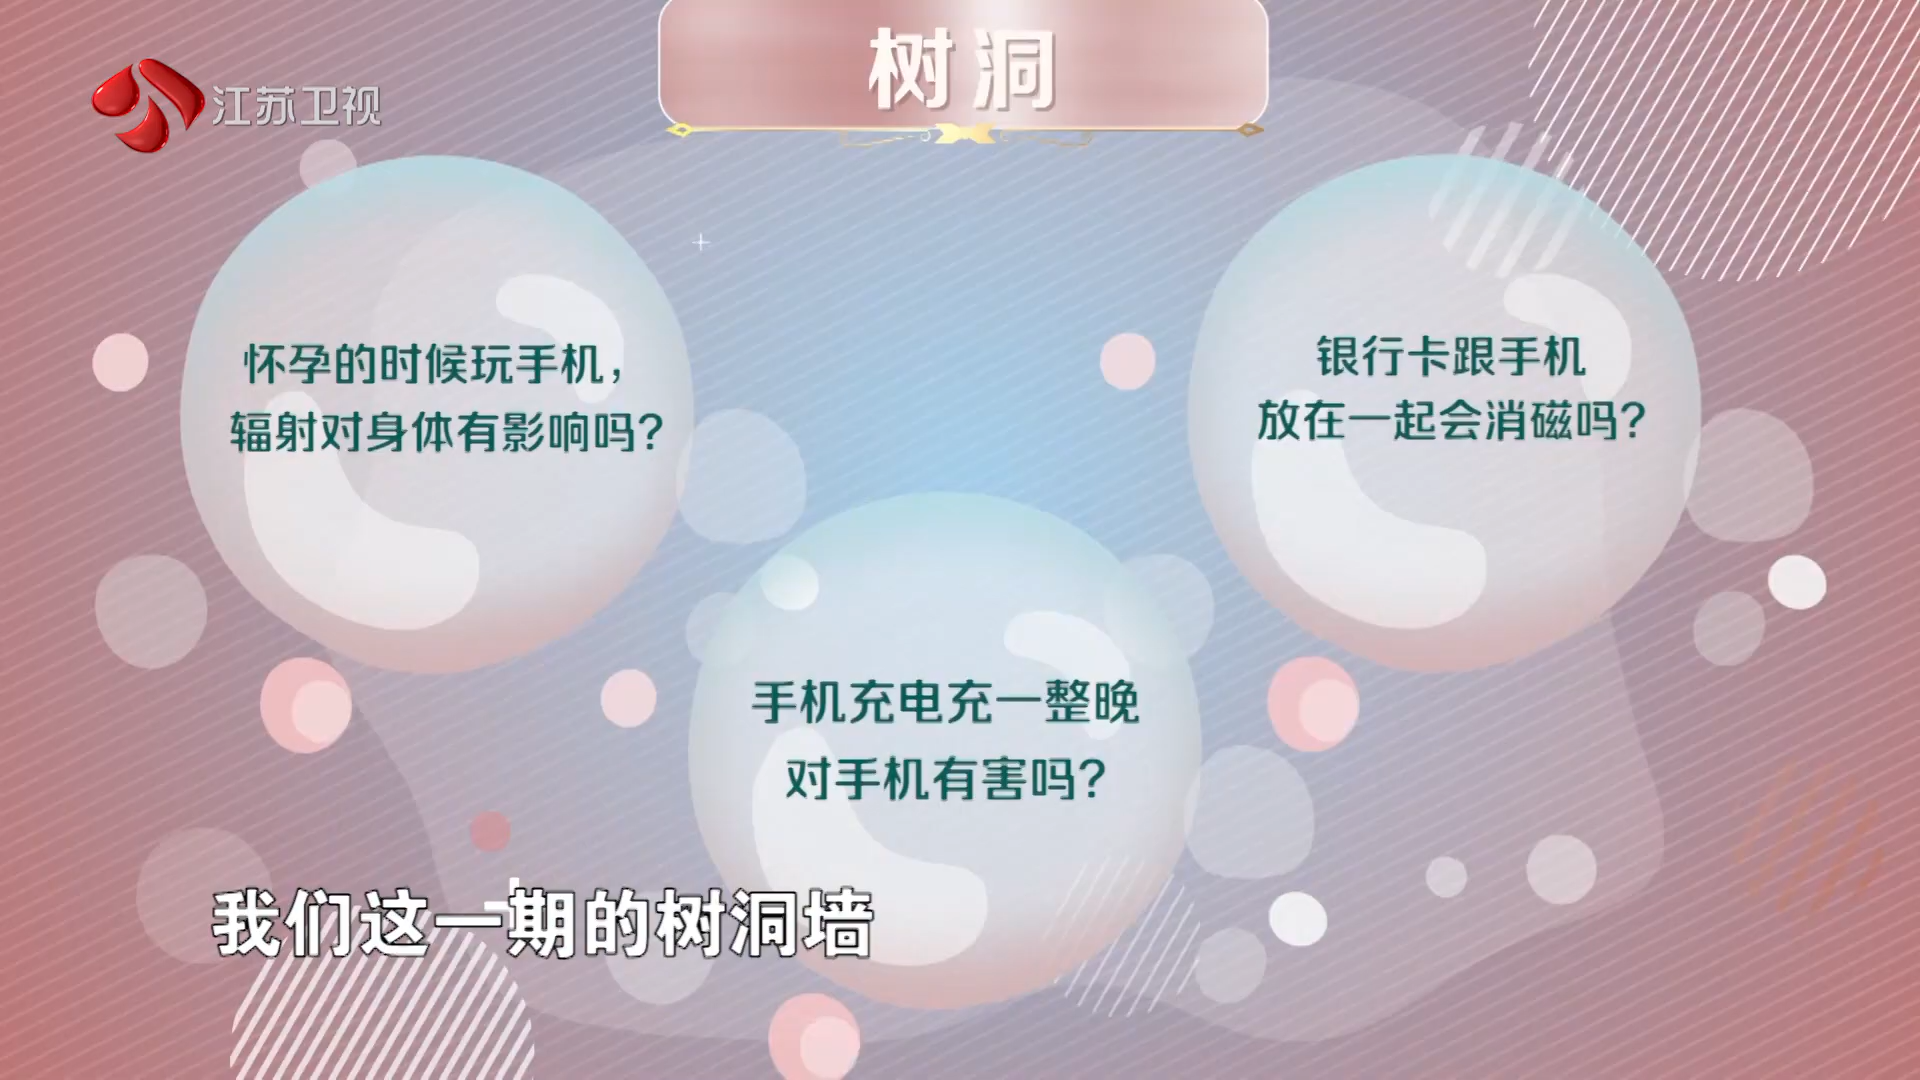 树洞
江苏卫视
怀孕的时候玩手机，
辐射对身体有影响吗？
银行卡跟手机
放在一起会消磁吗？
手机充电充一整晚
对手机有害吗？
我们这一期的树洞墙